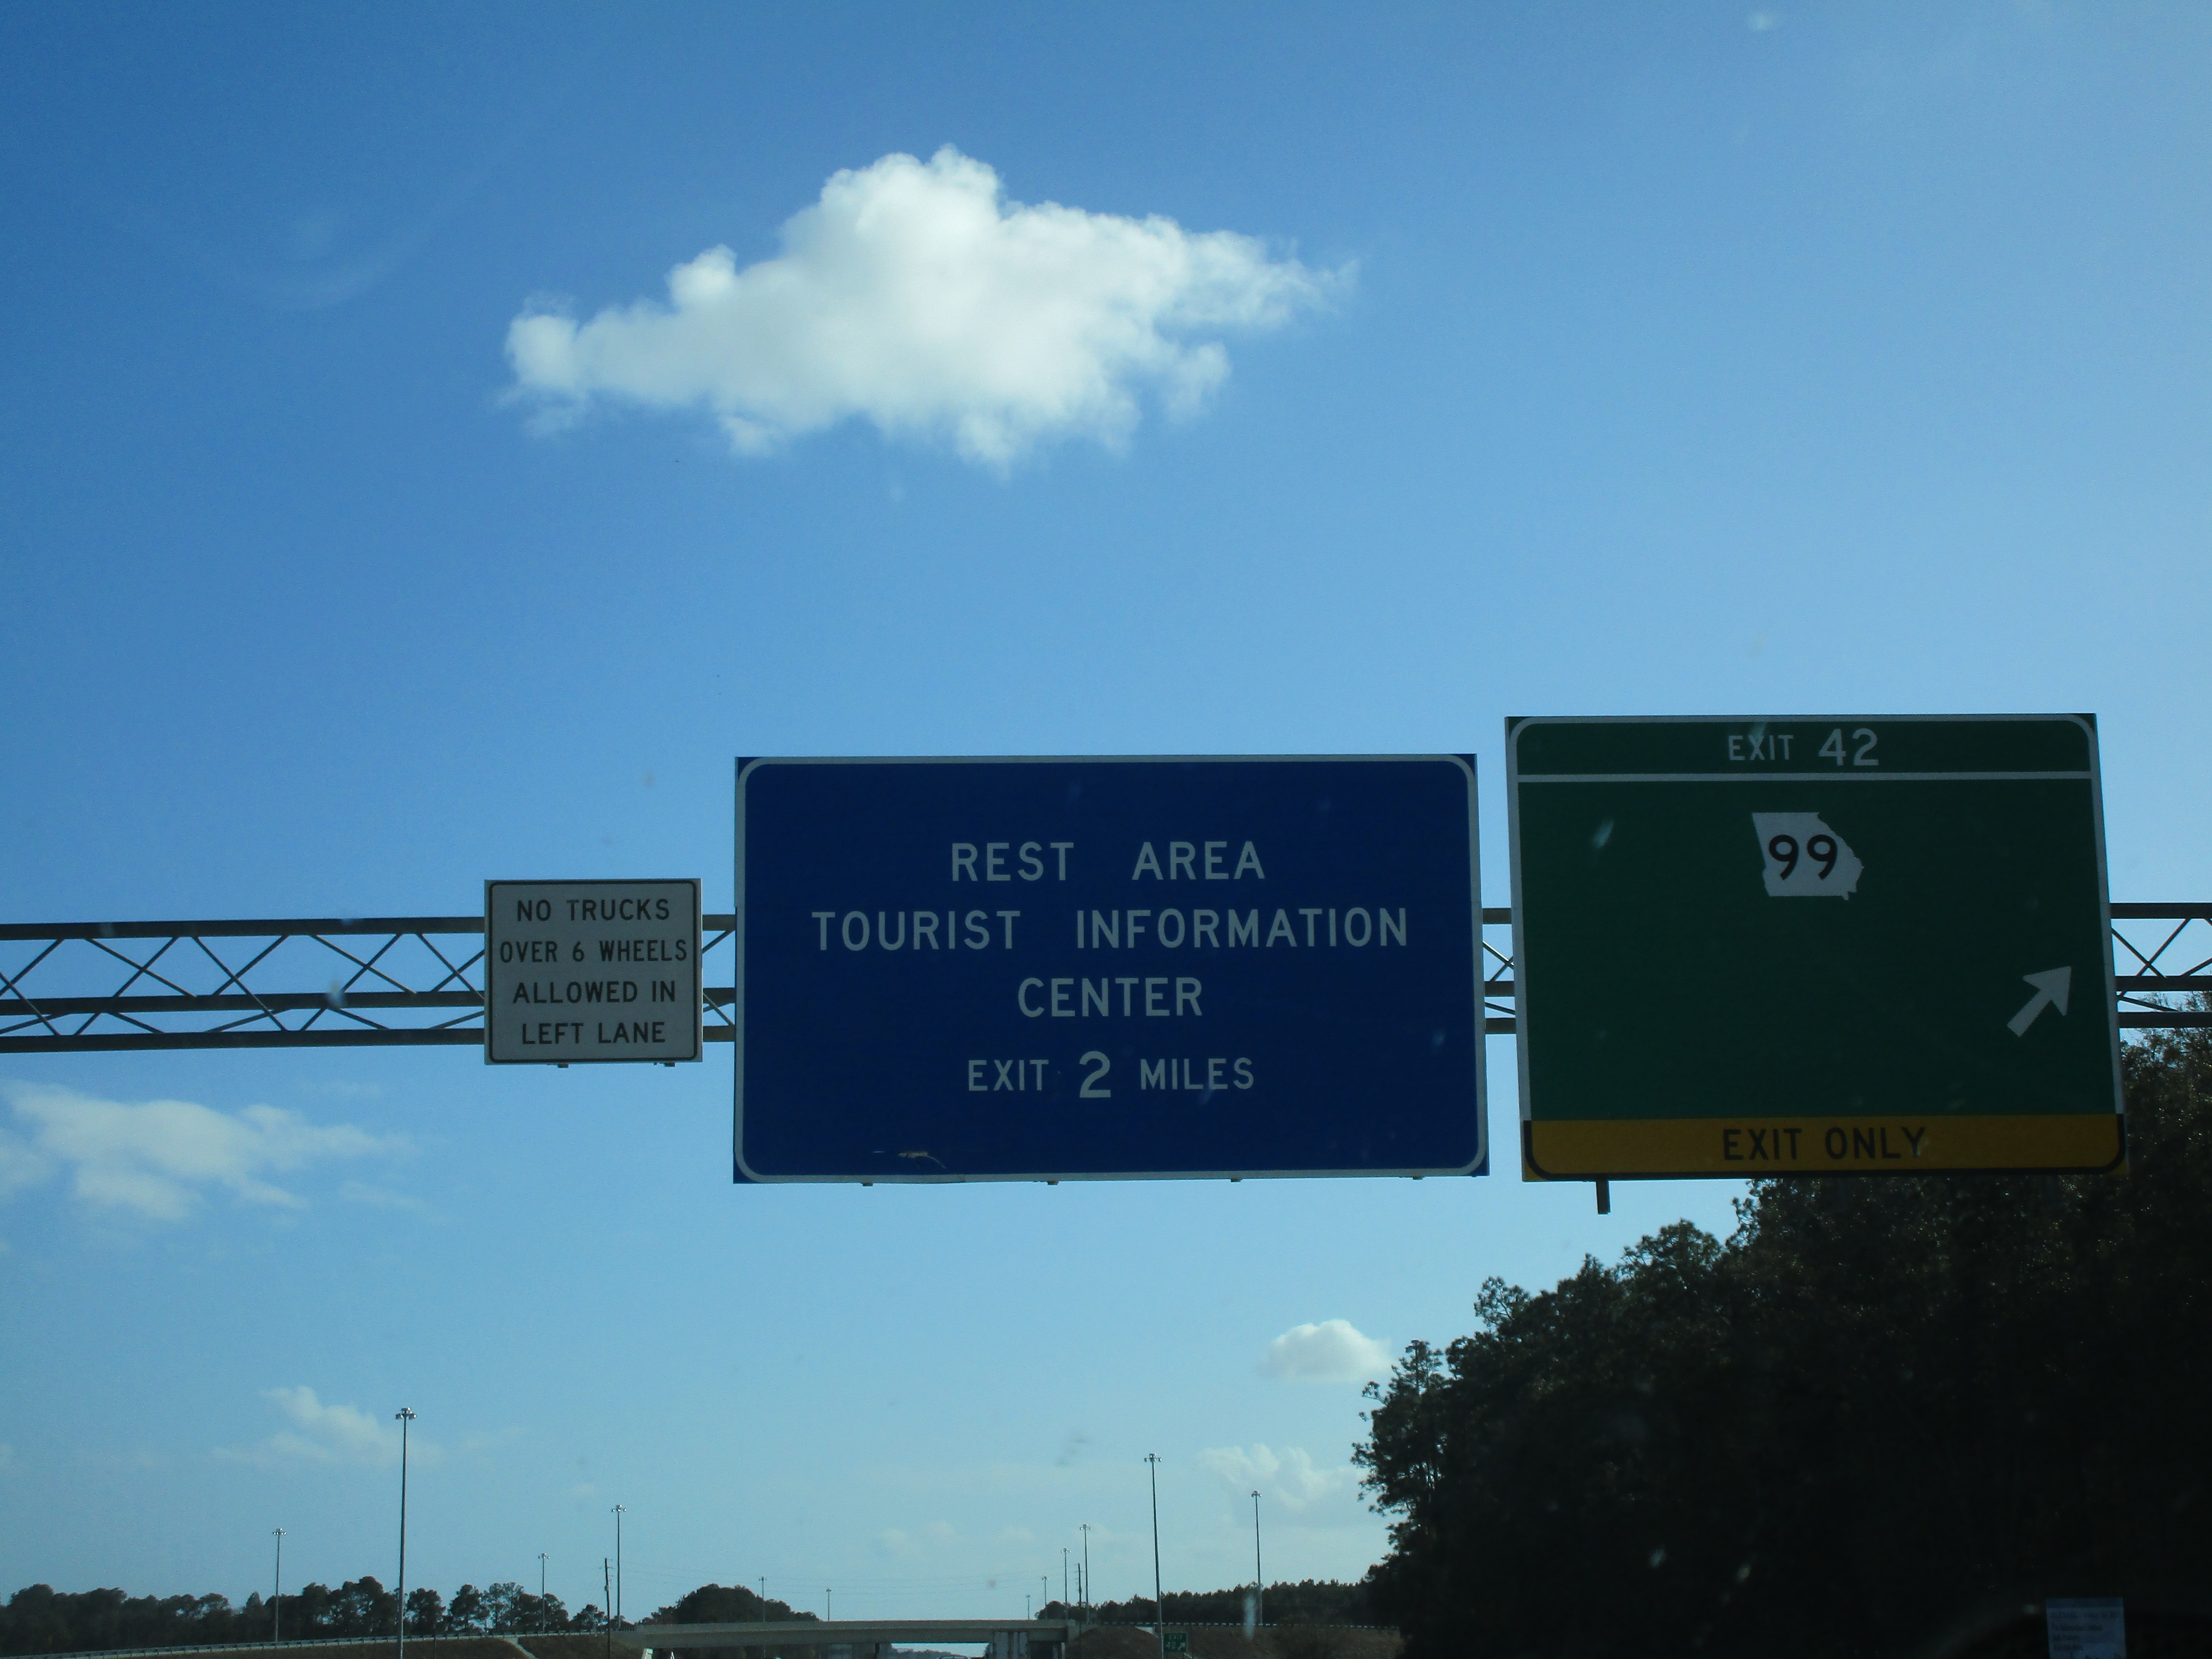 NO TRUCKS
OVER 6 WHEELS
ALLOWED IN
LEFT LANE
REST AREA
TOURIST INFORMATION
CENTER
EXIT 2 MILES
EXIT 42
99
EXIT ONLY